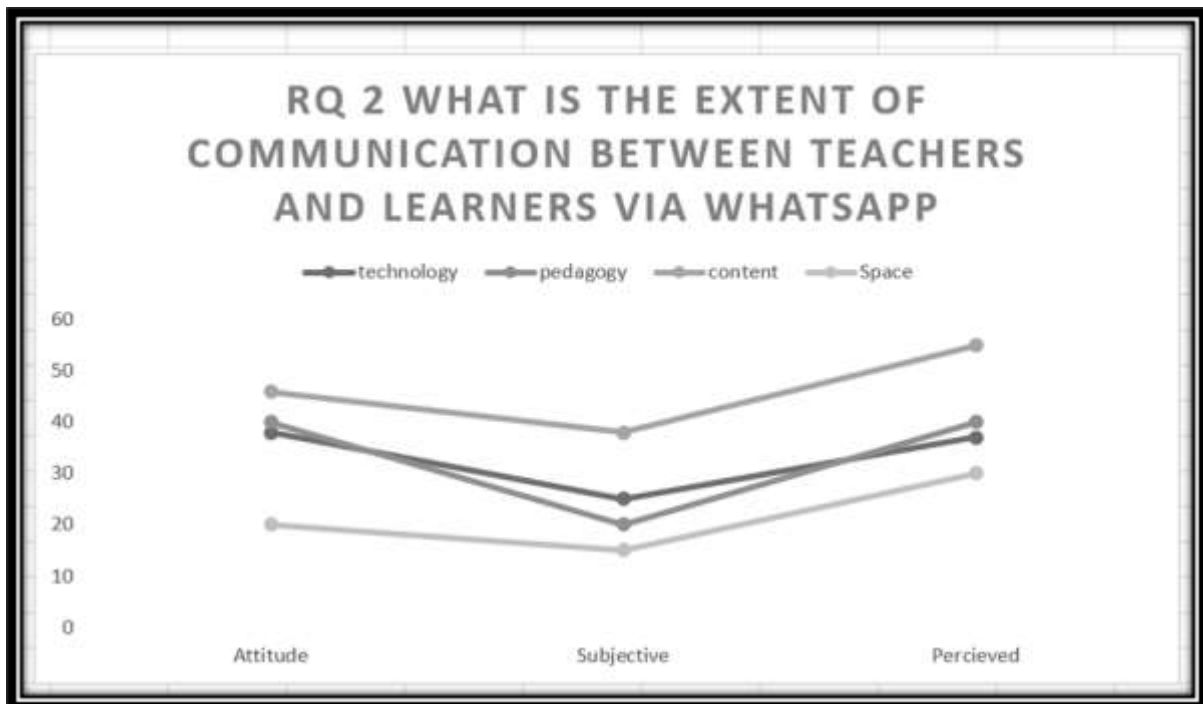 RQ 2 WHAT IS THE EXTENT OF
COMMUNICATION BETWEEN TEACHERS
AND LEARNERS VIA WHATSAPP
technology pedagogy content Space
60
50
40
30
20
10
0
Attitude Subjective Percieved